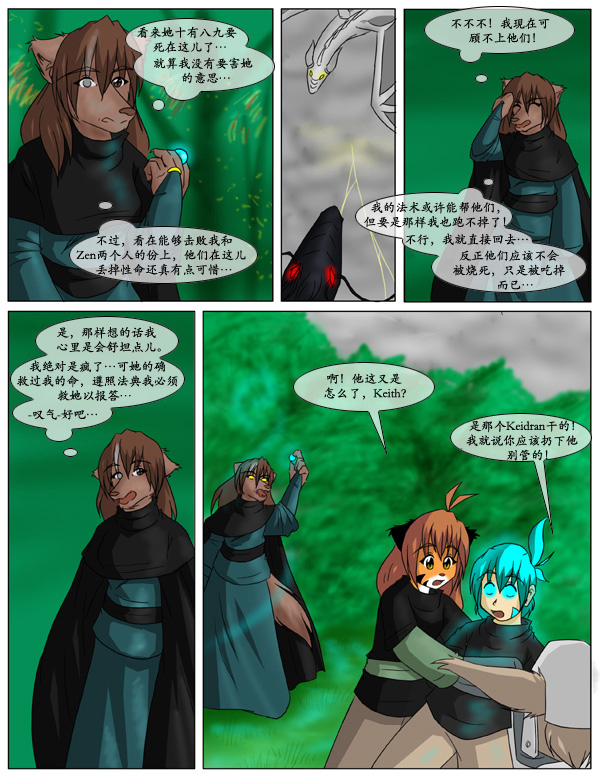 看来她十有八九要
死在这儿了…
就算我没有要害她
的意思…
不过，看在能够击败我和
Zen两个人的份上，他们在这儿
丢掉性命还真有点可惜…
不不不！我现在可
顾不上他们！
我的法术或许能帮他们，
但要是那样我也跑不掉了！
不行，我就直接回去…
反正他们应该不会
被烧死，只是被吃掉
而已…
是，那样想的话我
心里是会舒坦点儿。
我绝对是疯了…可她的确
救过我的命，遵照法典我必须
救她以报答…
-叹气-好吧…
啊！他这又是
怎么了，Keith？
是那个Keidran干的！
我就说你应该扔下他
别管的！